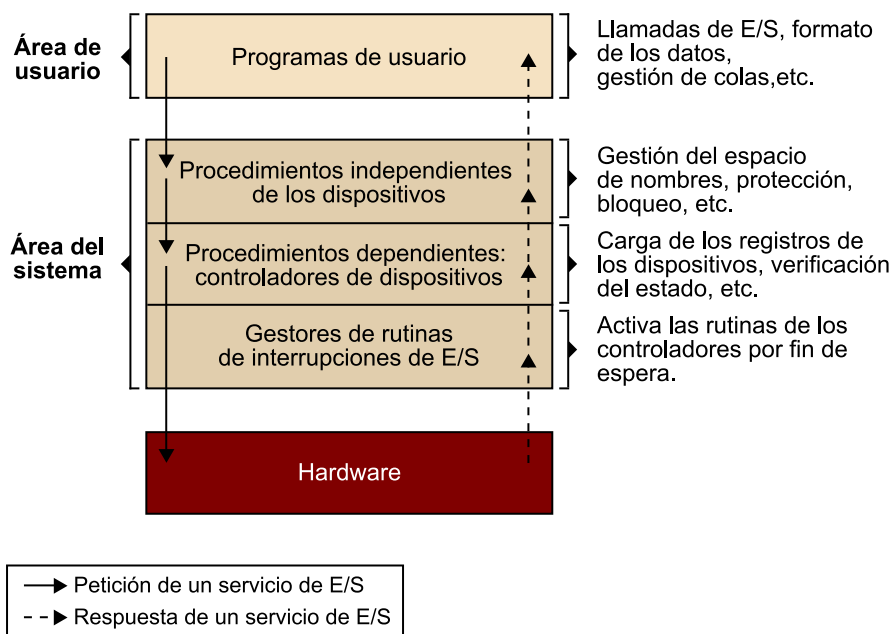 Área de
usuario
Programas de usuario
Llamadas de E/S, formato
de los datos,
gestión de colas,etc.
Área del
sistema
Procedimientos independientes
de los dispositivos
Gestión del espacio
de nombres, protección,
bloqueo, etc.
Procedimientos dependientes:
controladores de dispositivos
Carga de los registros de
los dispositivos, verificación
del estado, etc.
Gestores de rutinas
de interrupciones de E/S
Activa las rutinas de los
controladores por fin de
espera.
Hardware
Petición de un servicio de E/S
Respuesta de un servicio de E/S